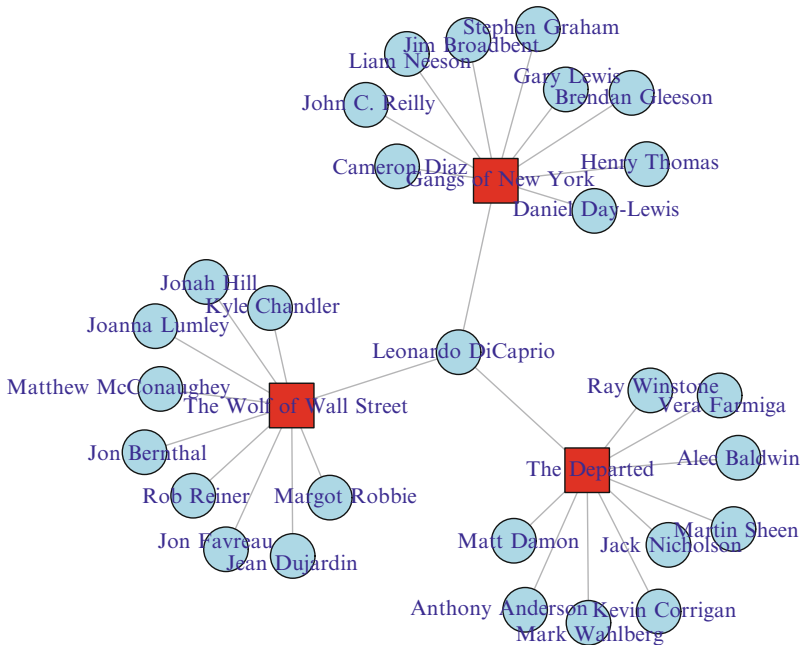 Stephen Graham
Jim Broadbent
Liam Neeson
Gary Lewis
Brendan Gleeson
John C. Reilly
Henry Thomas
Cameron Diaz
Gangs of New York
Daniel Day-Lewis
Jonah Hill
Kyle Chandler
Joanna Lumley
Leonardo DiCaprio
Matthew McConaughey
Ray Winstone
Vera Farmiga
The Wolf of Wall Street
Jon Bernthal
Alec Baldwin
The Departed
Rob Reiner
Margot Robbie
Martin Sheen
Jon Favreau
Matt Damon
Jack Nicholson
Jean Dujardin
Anthony Anderson
Kevin Corrigan
Mark Wahlberg